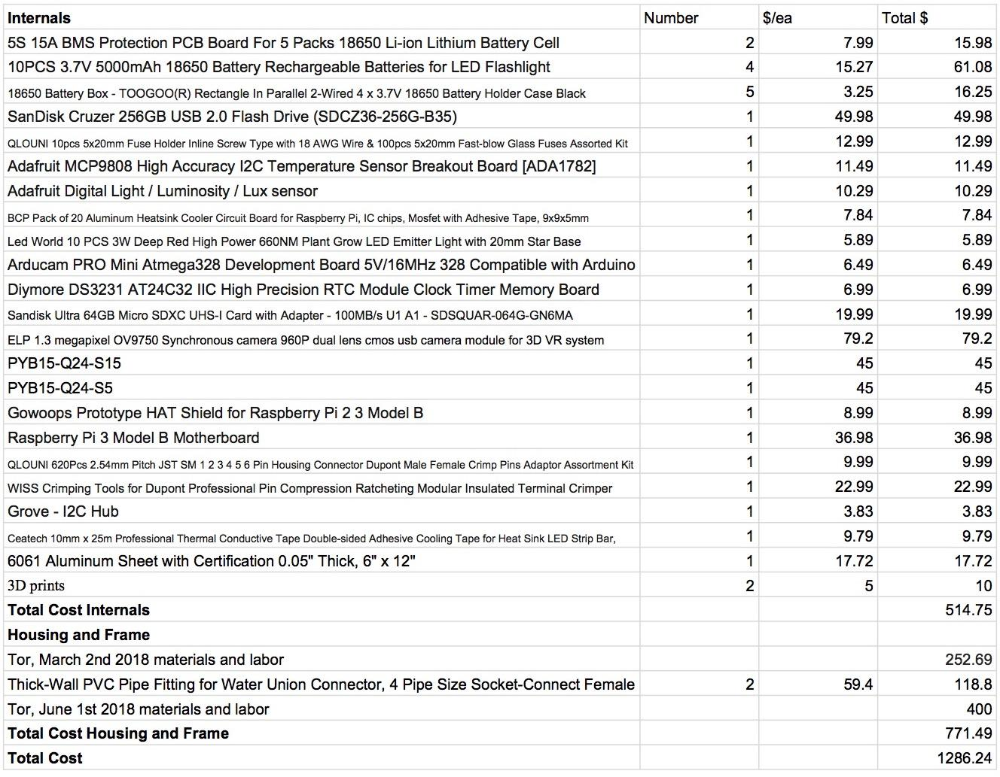 Internals Number $/ea Total $
5S 15A BMS Protection PCB Board For 5 Packs 18650 Li-ion Lithium Battery Cell 2 7.99 15.98
10PCS 3.7V 5000mAh 18650 Battery Rechargeable Batteries for LED Flashlight 4 15.27 61.08
18650 Battery Box - TOOGOO(R) Rectangle In Parallel 2-Wired 4 x 3.7V 18650 Battery Holder Case Black 5 3.25 16.25
SanDisk Cruzer 256GB USB 2.0 Flash Drive (SDCZ36-256G-B35) 1 49.98 49.98
QLOUNI 10pcs 5x20mm Fuse Holder Inline Screw Type with 18 AWG Wire & 100pcs 5x20mm Fast-blow Glass Fuses Assorted Kit 1 12.99 12.99
Adafruit MCP9808 High Accuracy I2C Temperature Sensor Breakout Board [ADA1782] 1 11.49 11.49
Adafruit Digital Light / Luminosity / Lux sensor 1 10.29 10.29
BCP Pack of 20 Aluminum Heatsink Cooler Circuit Board for Raspberry Pi, IC chips, Mosfet with Adhesive Tape, 9x9x5mm 1 7.84 7.84
Led World 10 PCS 3W Deep Red High Power 660NM Plant Grow LED Emitter Light with 20mm Star Base 1 5.89 5.89
Arducam PRO Mini Atmega328 Development Board 5V/16MHz 328 Compatible with Arduino 1 6.49 6.49
Diymore DS3231 AT24C32 IIC High Precision RTC Module Clock Timer Memory Board 1 6.99 6.99
Sandisk Ultra 64GB Micro SDXC UHS-I Card with Adapter - 100MB/s U1 A1 - SDSQUAR-064G-GN6MA 1 19.99 19.99
ELP 1.3 megapixel OV9750 Synchronous camera 960P dual lens cmos usb camera module for 3D VR system 1 79.2 79.2
PYB15-Q24-S15 1 45 45
PYB15-Q24-S5 1 45 45
Gowoops Prototype HAT Shield for Raspberry Pi 2 3 Model B 1 8.99 8.99
Raspberry Pi 3 Model B Motherboard 1 36.98 36.98
QLOUNI 620Pcs 2.54mm Pitch JST SM 1 2 3 4 5 6 Pin Housing Connector Dupont Male Female Crimp Pins Adaptor Assortment Kit 1 9.99 9.99
WISS Crimping Tools for Dupont Professional Pin Compression Ratcheting Modular Insulated Terminal Crimper 1 22.99 22.99
Grove - I2C Hub 1 3.83 3.83
Ceatech 10mm x 25m Professional Thermal Conductive Tape Double-sided Adhesive Cooling Tape for Heat Sink LED Strip Bar, 1 9.79 9.79
6061 Aluminum Sheet with Certification 0.05" Thick, 6" x 12" 1 17.72 17.72
3D prints 2 5 10
Total Cost Internals 514.75
Housing and Frame
Tor, March 2nd 2018 materials and labor 252.69
Thick-Wall PVC Pipe Fitting for Water Union Connector, 4 Pipe Size Socket-Connect Female 2 59.4 118.8
Tor, June 1st 2018 materials and labor 400
Total Cost Housing and Frame 771.49
Total Cost 1286.24